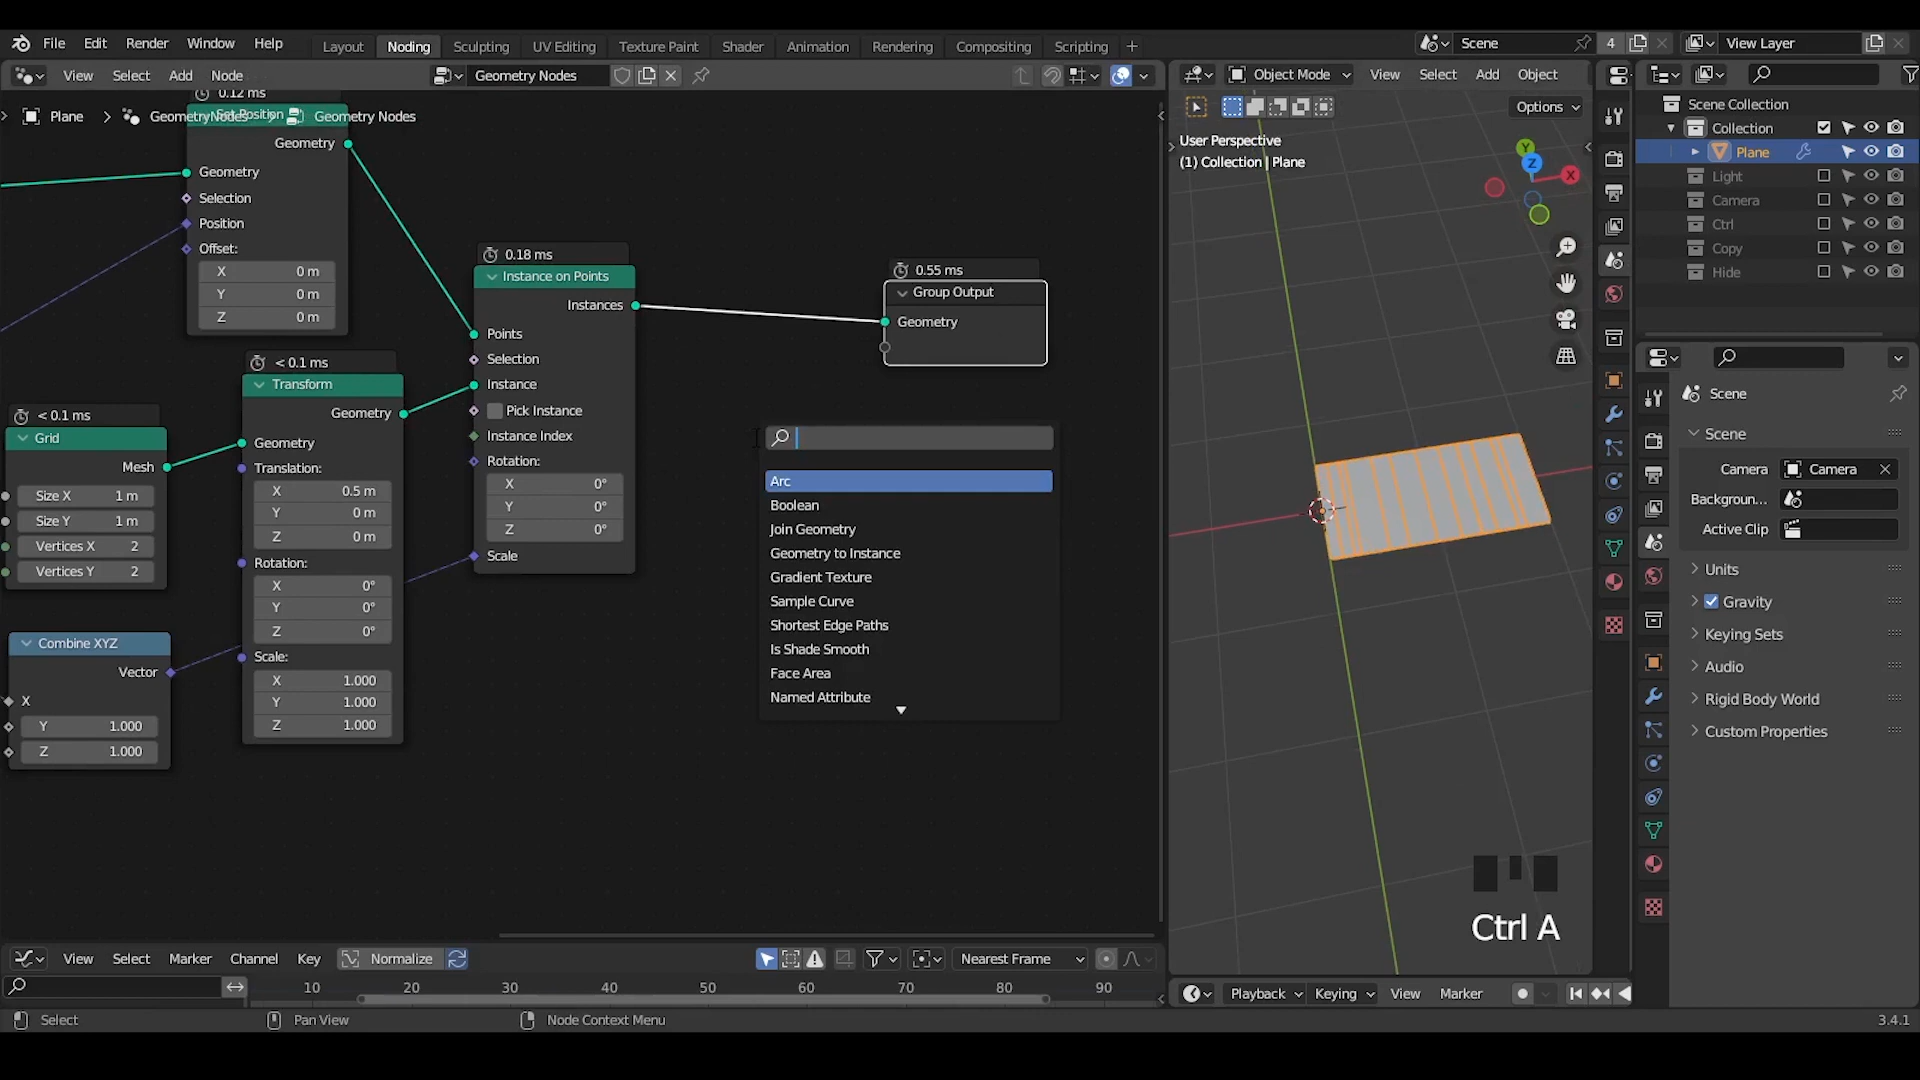 File Edit Render Window Help Layout Noding Sculpting UV Editing Texture Paint Shader Animation Rendering Compositing Scripting + Scene 4 View Layer
View Select Add Node Geometry Nodes Object Mode View Select Add Object
Options
Plane > GeometryNodes > Geometry Nodes
0.12 ms
Set Position
Geometry
Geometry
Selection
Position
Offset:
X 0 m
Y 0 m
Z 0 m
0.18 ms
Instance on Points
Instances
Points
Selection
Instance
Pick Instance
Instance Index
Rotation:
X 0°
Y 0°
Z 0°
Scale
0.55 ms
Group Output
Geometry
< 0.1 ms
Transform
Geometry
Geometry
Translation:
X 0.5 m
Y 0 m
Z 0 m
Rotation:
X 0°
Y 0°
Z 0°
Scale:
X 1.000
Y 1.000
Z 1.000
< 0.1 ms
Grid
Mesh
Size X 1 m
Size Y 1 m
Vertices X 2
Vertices Y 2
Combine XYZ
Vector
X
Y 1.000
Z 1.000
Arc
Boolean
Join Geometry
Geometry to Instance
Gradient Texture
Sample Curve
Shortest Edge Paths
Is Shade Smooth
Face Area
Named Attribute
User Perspective
(1) Collection | Plane
Y
Z
X
Ctrl A
Scene Collection
Collection
Plane
Light
Camera
Ctrl
Copy
Hide
Scene
Scene
Camera Camera
Backgroun...
Active Clip
Units
Gravity
Keying Sets
Audio
Rigid Body World
Custom Properties
View Select Marker Channel Key Normalize Nearest Frame
10 20 30 40 50 60 70 80 90
Playback Keying View Marker
Select Pan View Node Context Menu 3.4.1